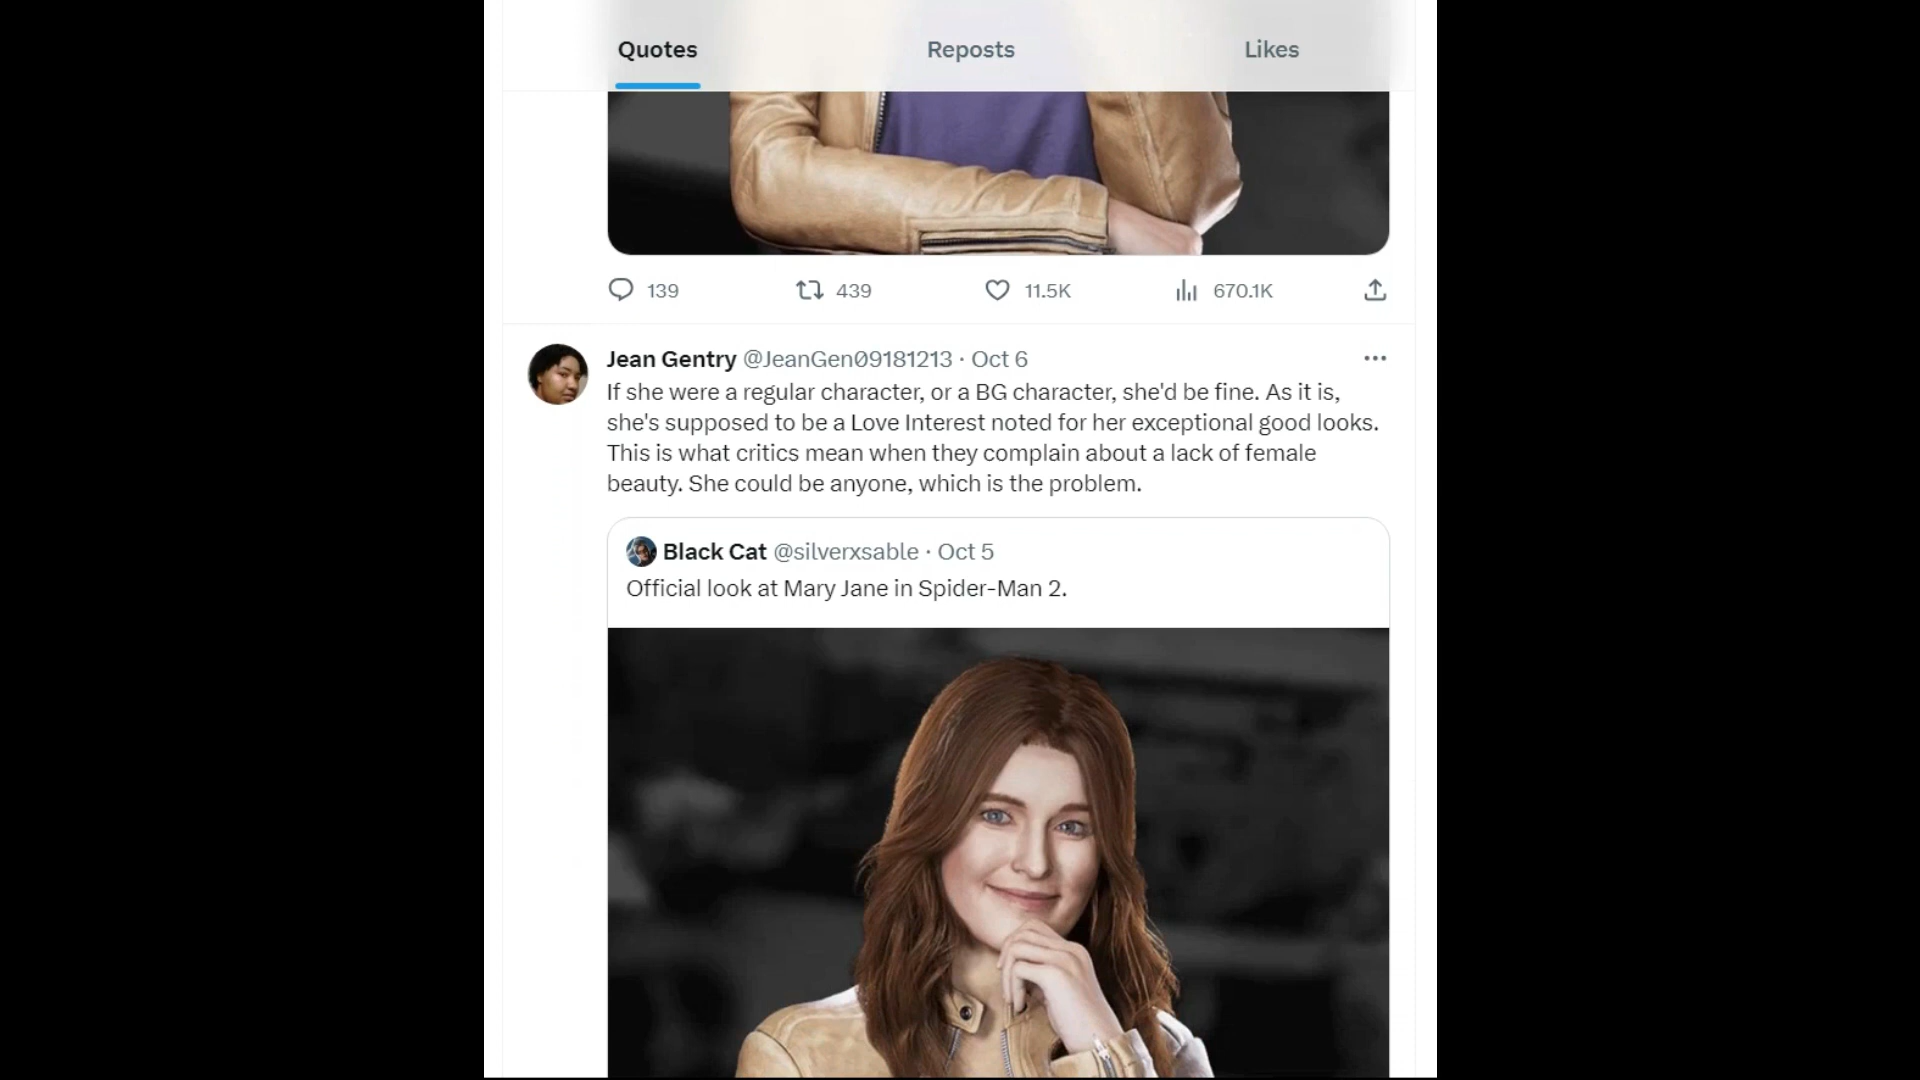 Quotes
Reposts
Likes
139
439
11.5K
670.1K
Jean Gentry @JeanGen09181213 · Oct 6
If she were a regular character, or a BG character, she'd be fine. As it is,
she's supposed to be a Love Interest noted for her exceptional good looks.
This is what critics mean when they complain about a lack of female
beauty. She could be anyone, which is the problem.
Black Cat @silverxsable · Oct 5
Official look at Mary Jane in Spider-Man 2.